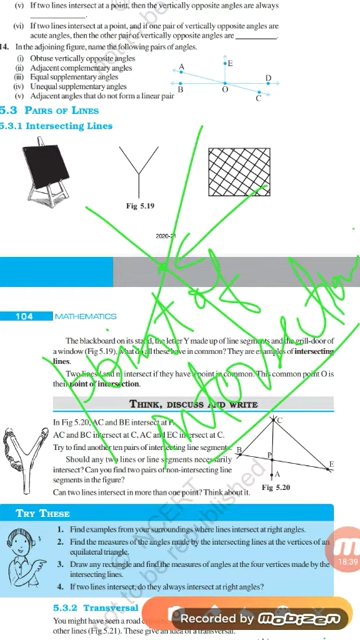 (v) If two lines intersect at a point, then the vertically opposite angles are always
____________.
(vi) If two lines intersect at a point, and if one pair of vertically opposite angles are
acute angles, then the other pair of vertically opposite angles are __________.
14. In the adjoining figure, name the following pairs of angles.
(i) Obtuse vertically opposite angles
(ii) Adjacent complementary angles
(iii) Equal supplementary angles
(iv) Unequal supplementary angles
(v) Adjacent angles that do not form a linear pair
A
E
D
B
O
C
5.3 PAIRS OF LINES
5.3.1 Intersecting Lines
Fig 5.19
2020-21
point of
intersection
104 MATHEMATICS
The blackboard on its stand, the letter Y made up of line segments and the grill-door of
a window (Fig 5.19), what do all these have in common? They are examples of intersecting
lines.
Two lines l and m intersect if they have a point in common. This common point O is
their point of intersection.
THINK, DISCUSS AND WRITE
In Fig 5.20, AC and BE intersect at P.
AC and BC intersect at C, AC and EC intersect at C.
Try to find another ten pairs of intersecting line segments.
Should any two lines or line segments necessarily
intersect? Can you find two pairs of non-intersecting line
segments in the figure?
Can two lines intersect in more than one point? Think about it.
C
B
P
A
E
Fig 5.20
TRY THESE
1. Find examples from your surroundings where lines intersect at right angles.
2. Find the measures of the angles made by the intersecting lines at the vertices of an
equilateral triangle.
3. Draw any rectangle and find the measures of angles at the four vertices made by the
intersecting lines.
4. If two lines intersect, do they always intersect at right angles?
18:39
5.3.2 Transversal
You might have seen a road
other lines (Fig 5.21). These give an idea of a transversal.
Recorded by mobizen